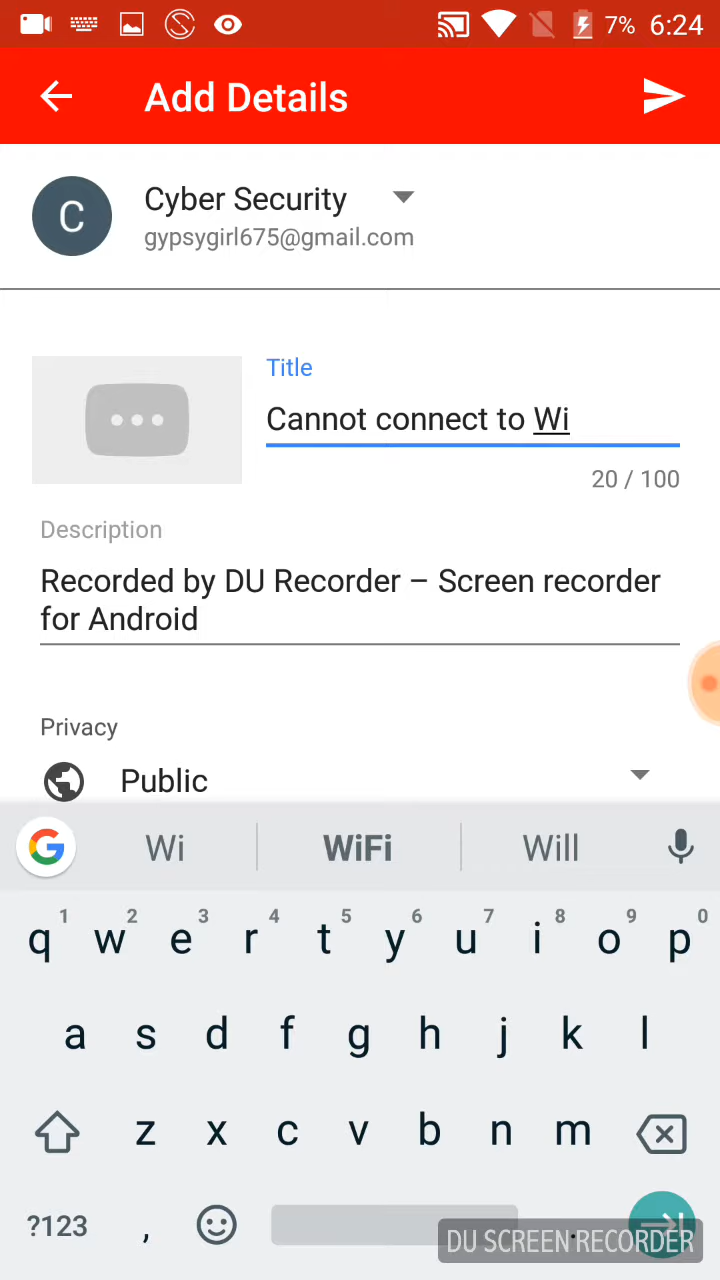 7% 6:24
Add Details
C
Cyber Security
gypsygirl675@gmail.com
Title
Cannot connect to Wi
20 / 100
Description
Recorded by DU Recorder – Screen recorder
for Android
Privacy
Public
G Wi WiFi Will
1 2 3 4 5 6 7 8 9 0
q w e r t y u i o p
a s d f g h j k l
z x c v b n m
?123 , .
DU SCREEN RECORDER